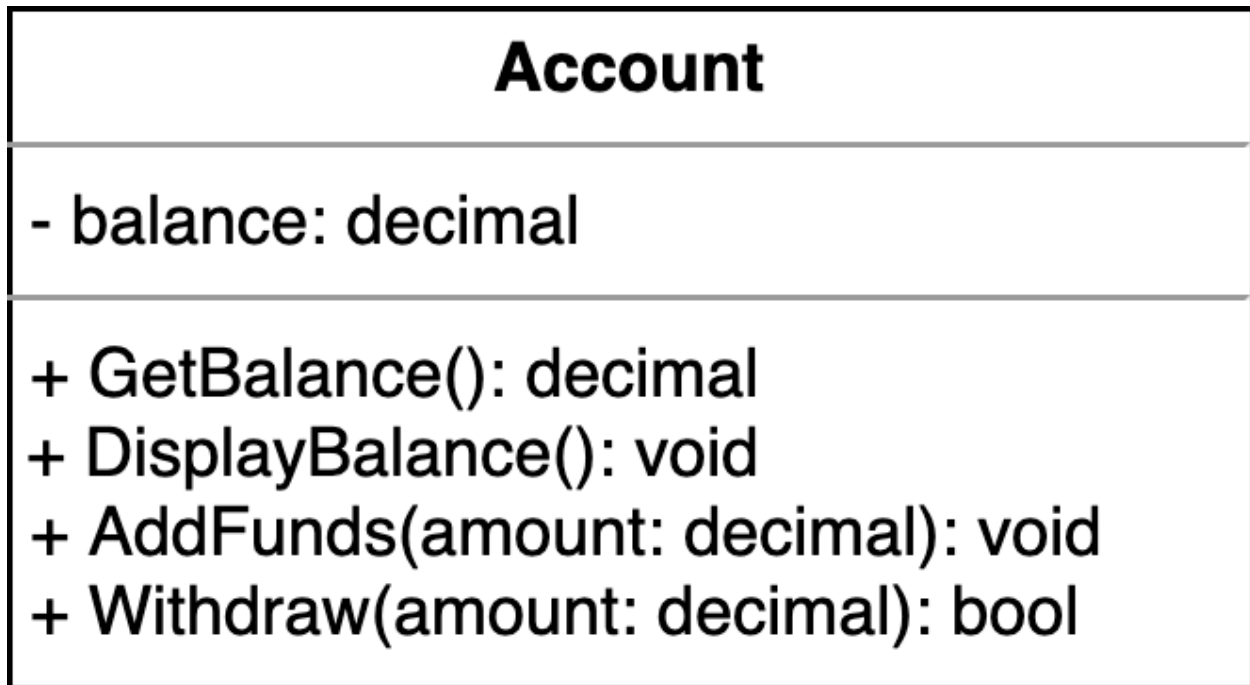 Account
- balance: decimal
+ GetBalance(): decimal
+ DisplayBalance(): void
+ AddFunds(amount: decimal): void
+ Withdraw(amount: decimal): bool